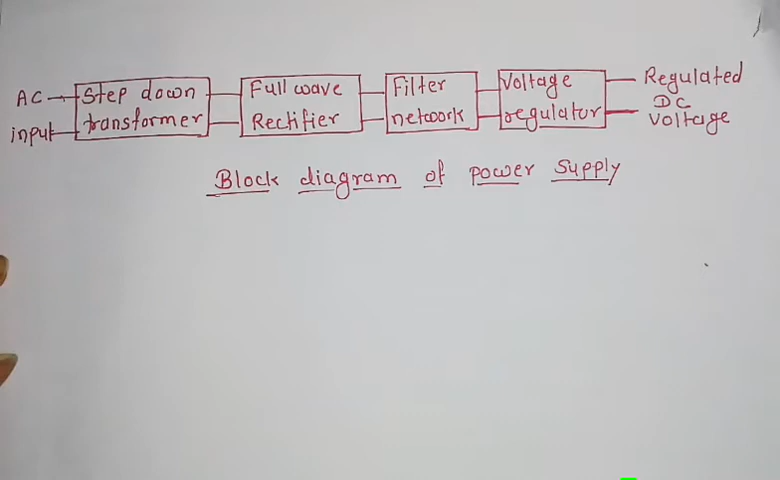 AC
input
Step down
transformer
Full wave
Rectifier
Filter
network
Voltage
regulator
Regulated
DC
Voltage
Block diagram of power Supply